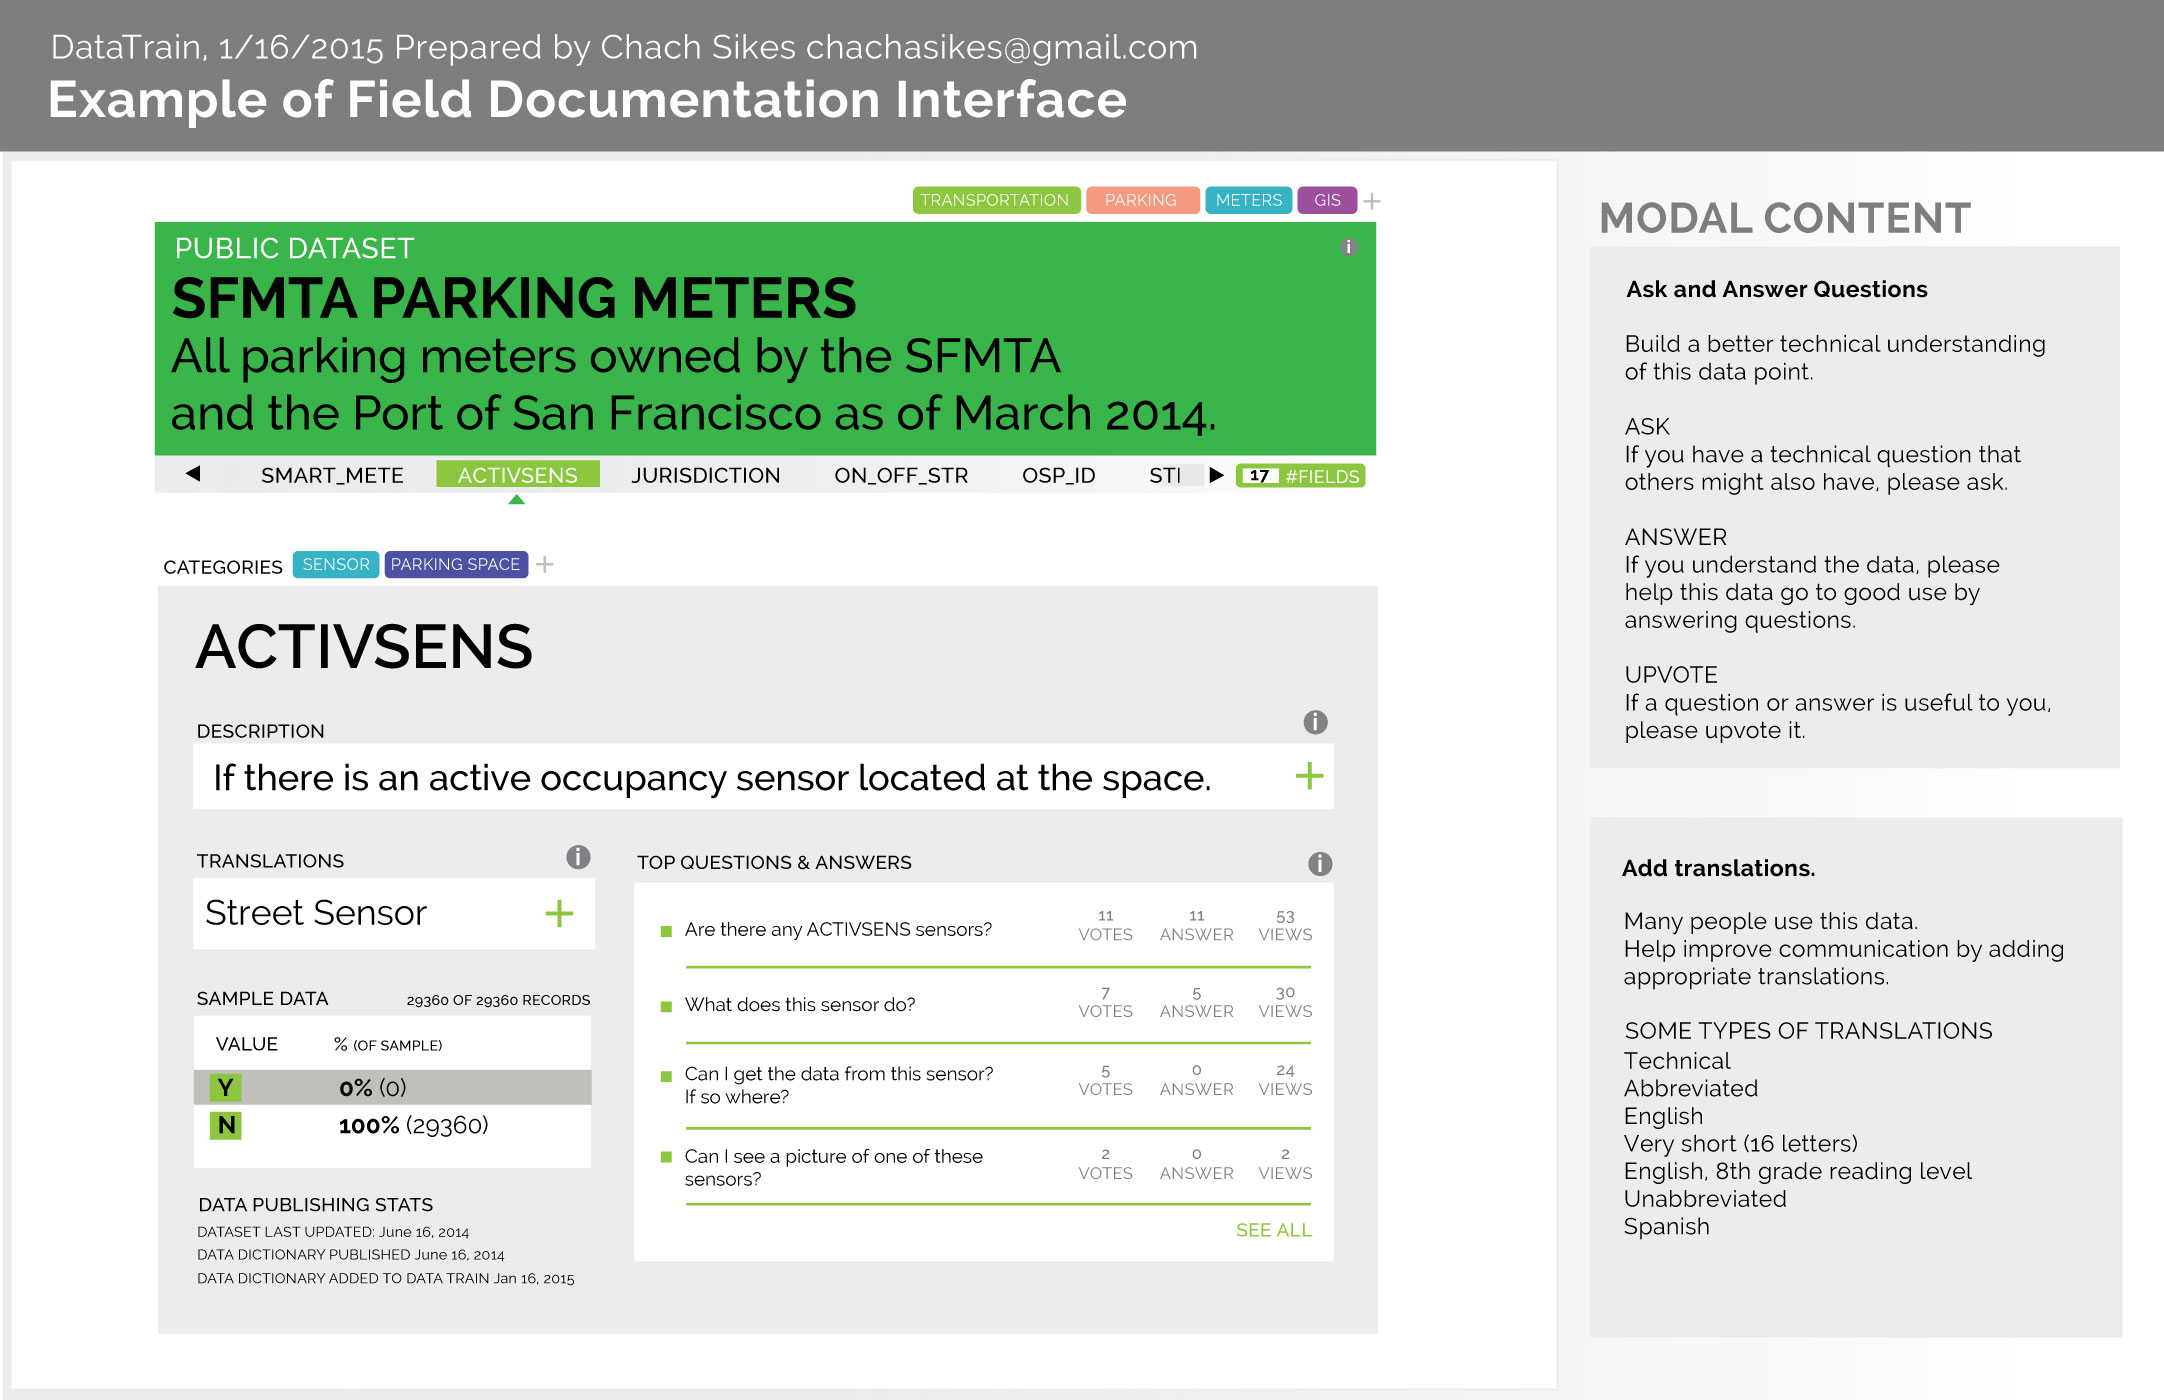 DataTrain, 1/16/2015 Prepared by Chach Sikes chachasikes@gmail.com
Example of Field Documentation Interface
TRANSPORTATION PARKING METERS GIS +
PUBLIC DATASET i
SFMTA PARKING METERS
All parking meters owned by the SFMTA
and the Port of San Francisco as of March 2014.
◀ SMART_METE ACTIVSENS JURISDICTION ON_OFF_STR OSP_ID STI ▶ 17 #FIELDS
CATEGORIES SENSOR PARKING SPACE +
ACTIVSENS
DESCRIPTION i
If there is an active occupancy sensor located at the space. +
TRANSLATIONS i
Street Sensor +
SAMPLE DATA 29360 OF 29360 RECORDS
VALUE % (OF SAMPLE)
Y 0% (0)
N 100% (29360)
DATA PUBLISHING STATS
DATASET LAST UPDATED: June 16, 2014
DATA DICTIONARY PUBLISHED June 16, 2014
DATA DICTIONARY ADDED TO DATA TRAIN Jan 16, 2015
TOP QUESTIONS & ANSWERS i
Are there any ACTIVSENS sensors?
11 11 53
VOTES ANSWER VIEWS
What does this sensor do?
7 5 30
VOTES ANSWER VIEWS
Can I get the data from this sensor?
If so where?
5 0 24
VOTES ANSWER VIEWS
Can I see a picture of one of these
sensors?
2 0 2
VOTES ANSWER VIEWS
SEE ALL
MODAL CONTENT
Ask and Answer Questions
Build a better technical understanding
of this data point.
ASK
If you have a technical question that
others might also have, please ask.
ANSWER
If you understand the data, please
help this data go to good use by
answering questions.
UPVOTE
If a question or answer is useful to you,
please upvote it.
Add translations.
Many people use this data.
Help improve communication by adding
appropriate translations.
SOME TYPES OF TRANSLATIONS
Technical
Abbreviated
English
Very short (16 letters)
English, 8th grade reading level
Unabbreviated
Spanish